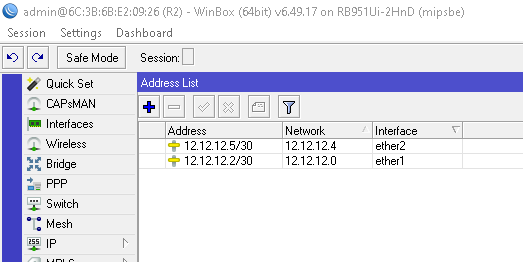 admin@6C:3B:6B:E2:09:26 (R2) - WinBox (64bit) v6.49.17 on RB951Ui-2HnD (mipsbe)
Session Settings Dashboard
Safe Mode Session:
Quick Set
CAPsMAN
Interfaces
Wireless
Bridge
PPP
Switch
Mesh
255 IP
MPLS
Address List
Address Network Interface
12.12.12.5/30 12.12.12.4 ether2
12.12.12.2/30 12.12.12.0 ether1